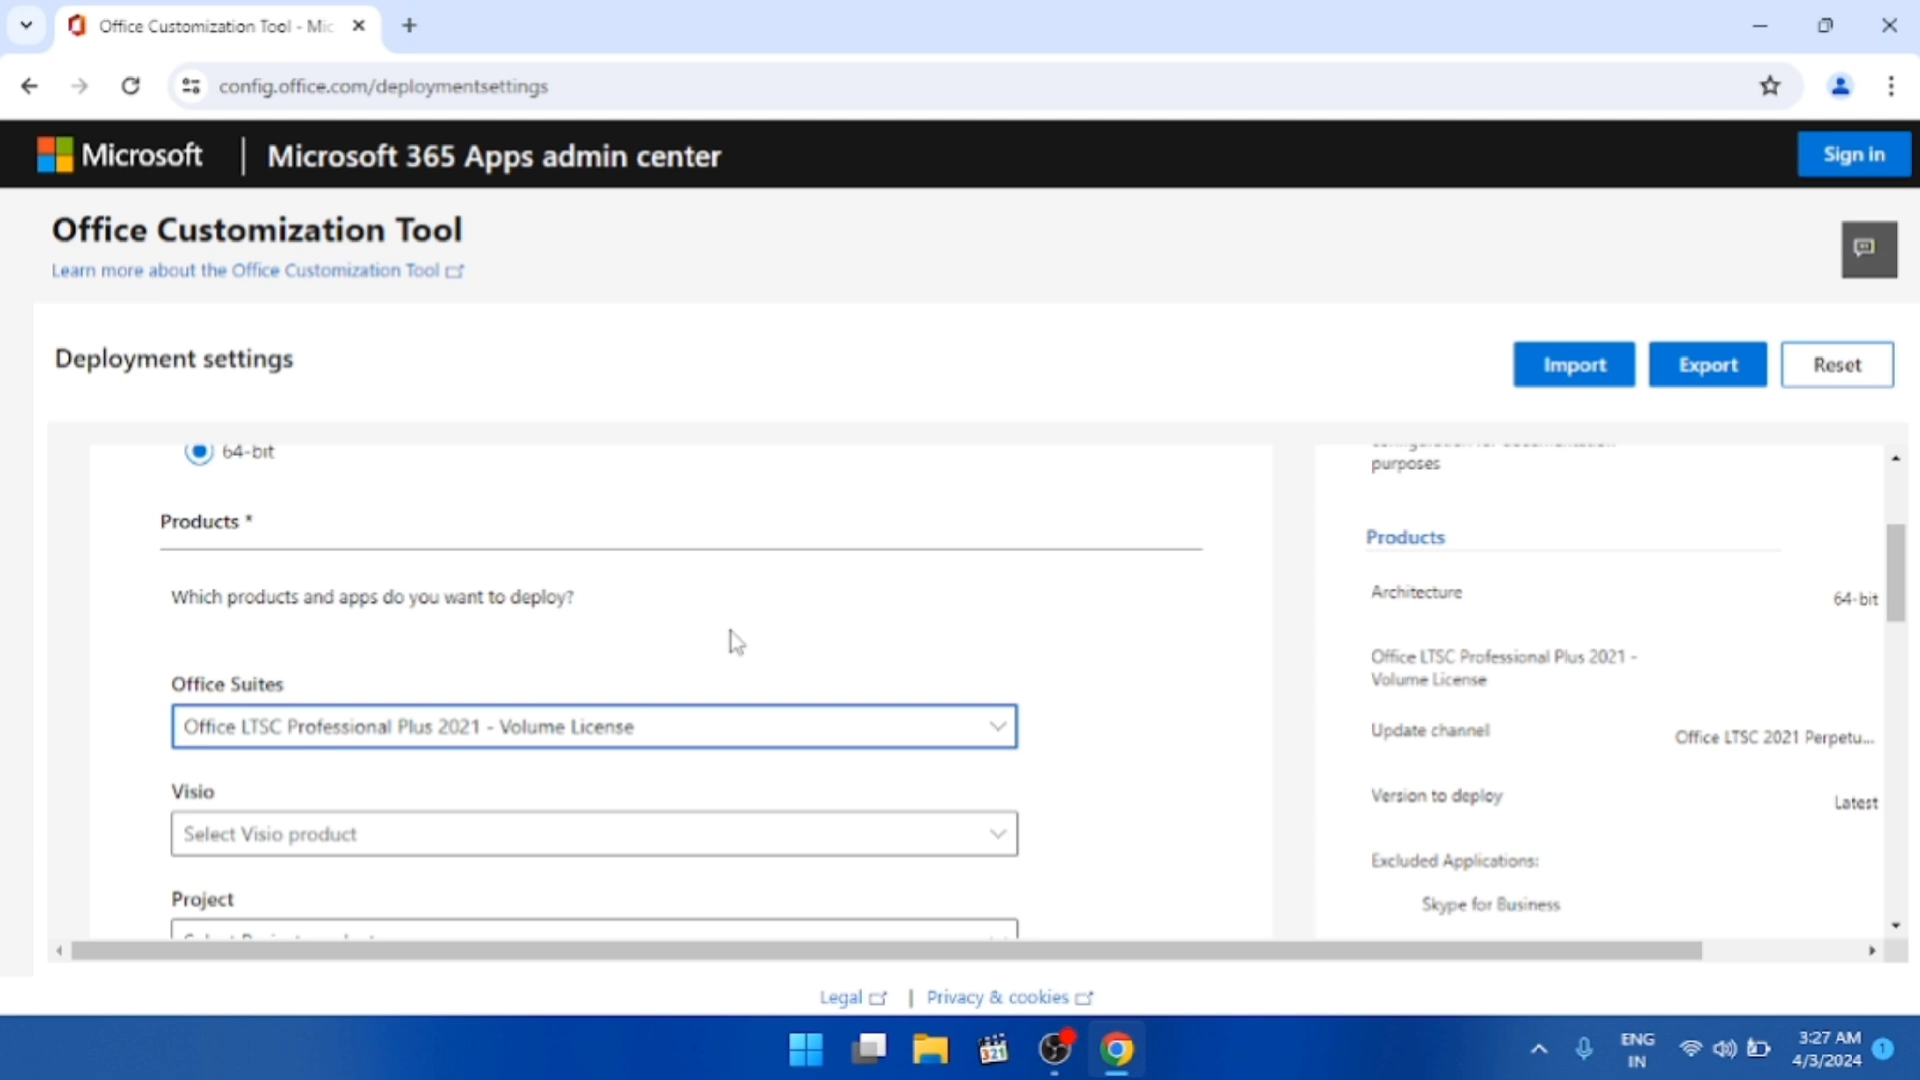 Office Customization Tool - Mic
config.office.com/deploymentsettings
Microsoft
Microsoft 365 Apps admin center
Sign in
Office Customization Tool
Learn more about the Office Customization Tool
Deployment settings
Import
Export
Reset
64-bit
Products *
Which products and apps do you want to deploy?
Office Suites
Office LTSC Professional Plus 2021 - Volume License
Visio
Select Visio product
Project
purposes
Products
Architecture
64-bit
Office LTSC Professional Plus 2021 -
Volume License
Update channel
Office LTSC 2021 Perpetu...
Version to deploy
Latest
Excluded Applications:
Skype for Business
Legal
|
Privacy & cookies
321
ENG
IN
3:27 AM
4/3/2024
1